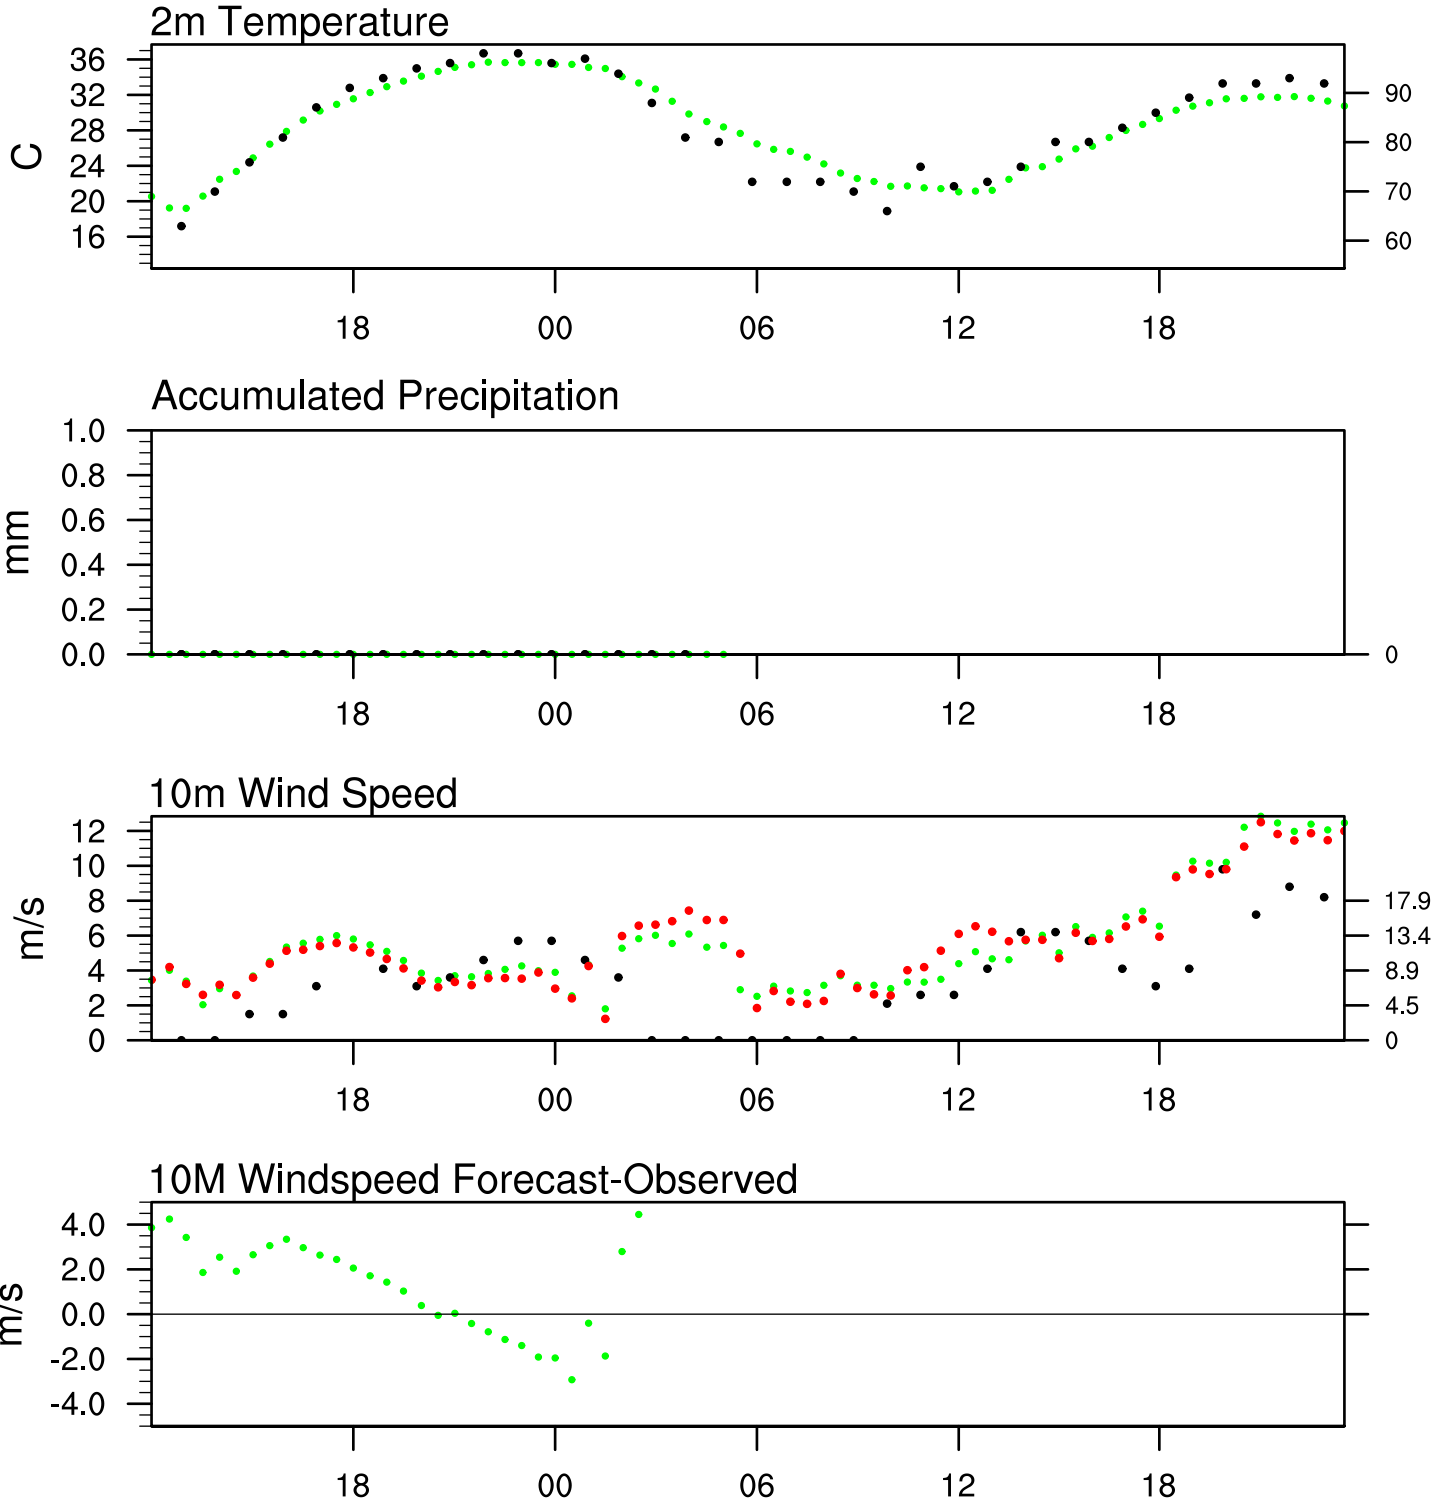 2m Temperature
36
32
28
24
20
16
C
90
80
70
60
18 00 06 12 18
Accumulated Precipitation
1.0
0.8
0.6
0.4
0.2
0.0
mm
0
18 00 06 12 18
10m Wind Speed
12
10
8
6
4
2
0
m/s
17.9
13.4
8.9
4.5
0
18 00 06 12 18
10M Windspeed Forecast-Observed
4.0
2.0
0.0
-2.0
-4.0
m/s
18 00 06 12 18